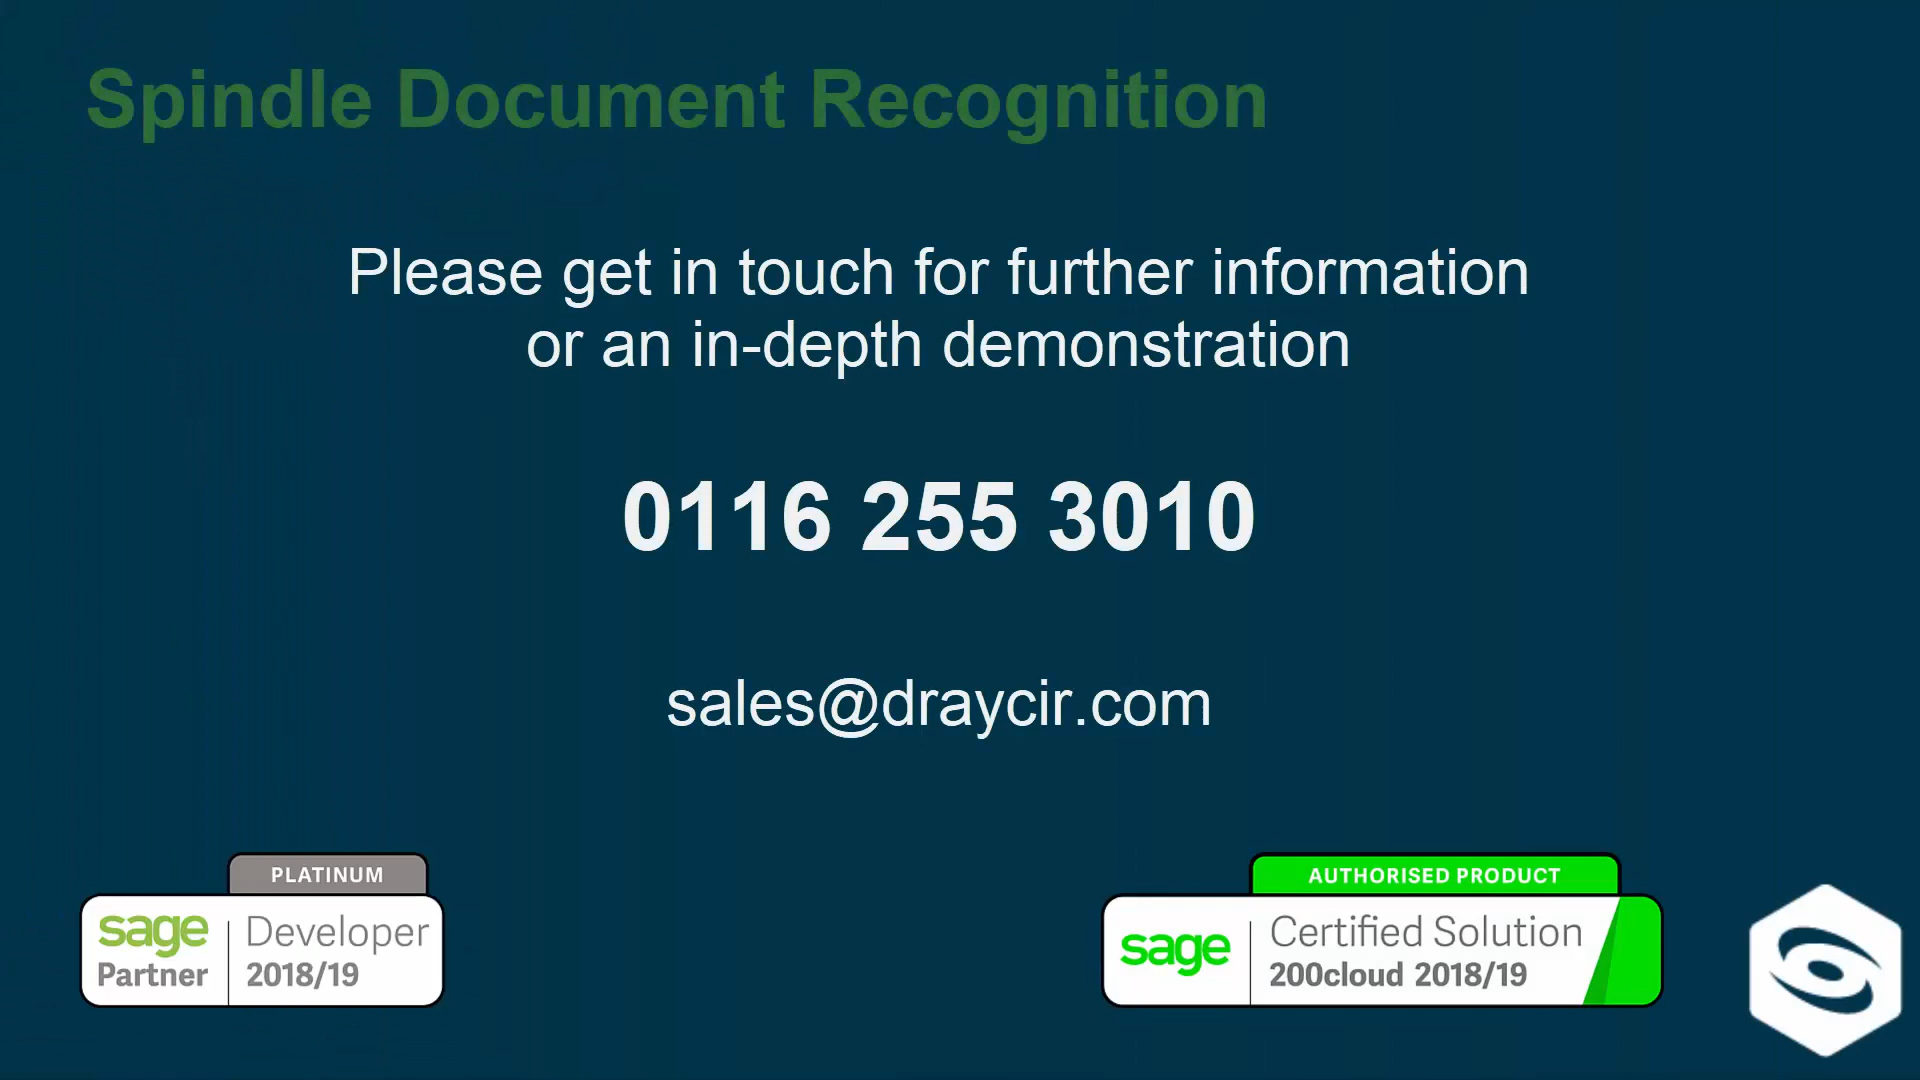 Spindle Document Recognition
Please get in touch for further information
or an in-depth demonstration
0116 255 3010
sales@draycir.com
PLATINUM
sage
Partner
Developer
2018/19
AUTHORISED PRODUCT
sage
Certified Solution
200cloud 2018/19